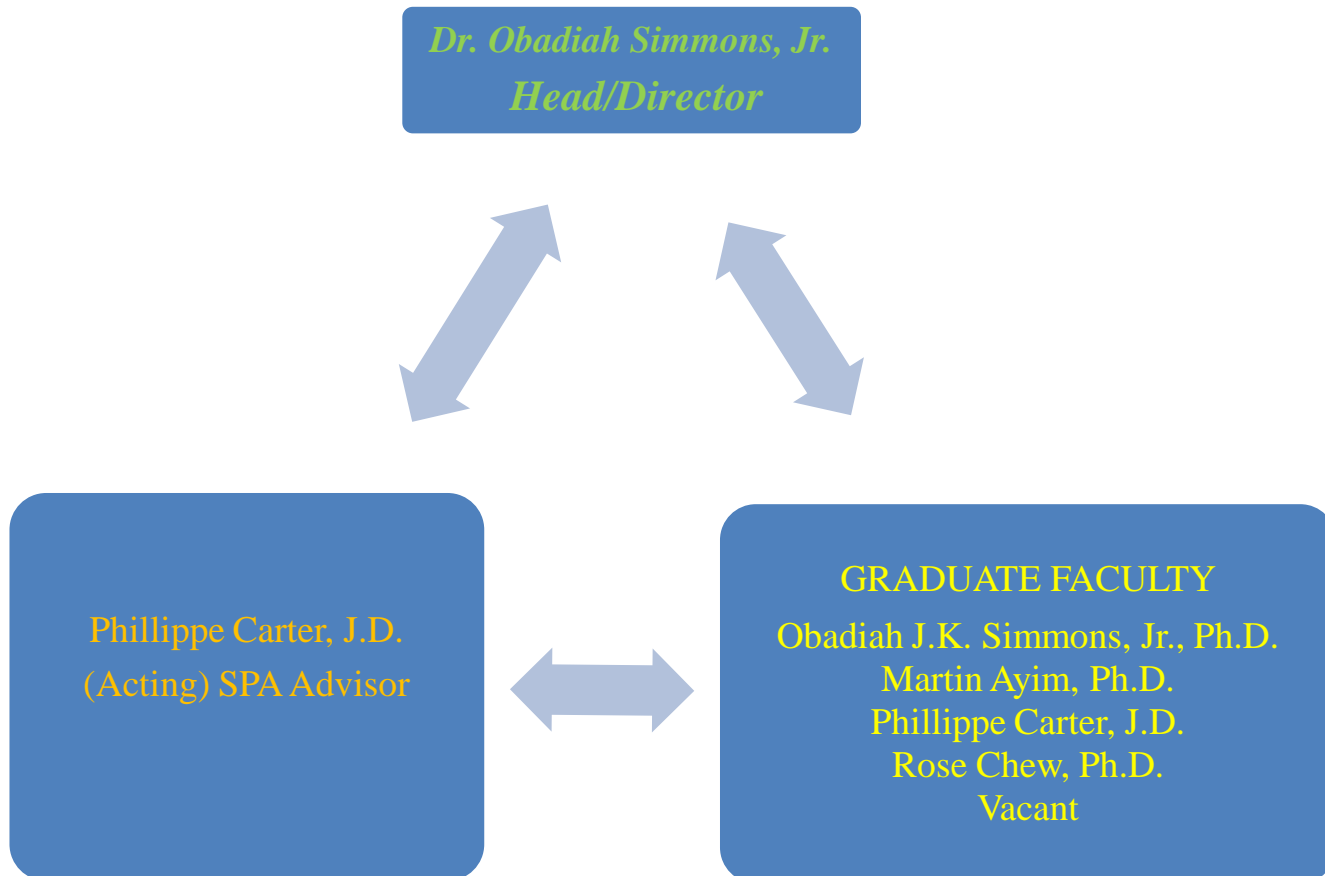 Dr. Obadiah Simmons, Jr.
Head/Director
Phillippe Carter, J.D.
(Acting) SPA Advisor
GRADUATE FACULTY
Obadiah J.K. Simmons, Jr., Ph.D.
Martin Ayim, Ph.D.
Phillippe Carter, J.D.
Rose Chew, Ph.D.
Vacant